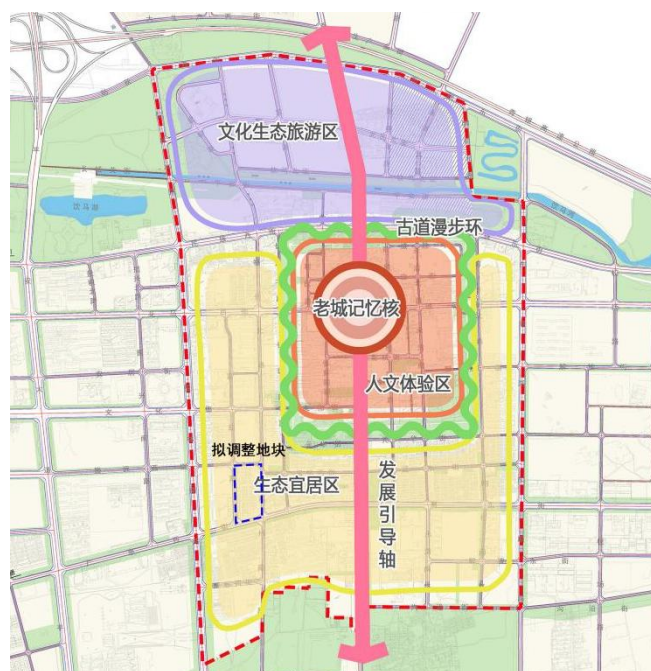 文化生态旅游区
古道漫步环
老城记忆核
人文体验区
拟调整地块
生态宜居区
发展引导轴